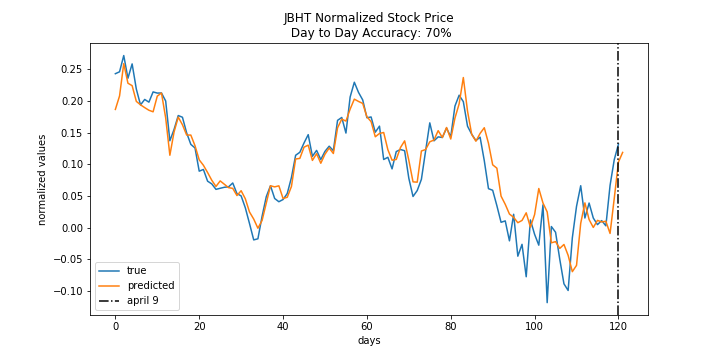 JBHT Normalized Stock Price
Day to Day Accuracy: 70%
normalized values
0.25
0.20
0.15
0.10
0.05
0.00
−0.05
−0.10
true
predicted
april 9
0 20 40 60 80 100 120
days